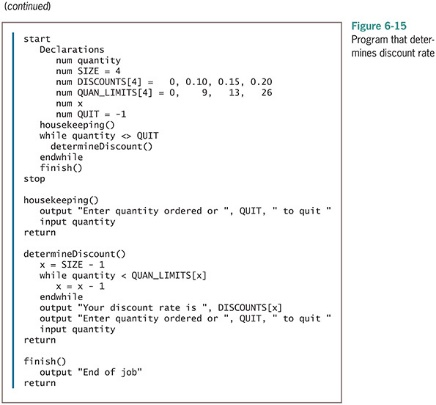 (continued)
Figure 6-15
Program that deter-
mines discount rate
start
Declarations
num quantity
num SIZE = 4
num DISCOUNTS[4] = 0, 0.10, 0.15, 0.20
num QUAN_LIMITS[4] = 0, 9, 13, 26
num x
num QUIT = -1
housekeeping()
while quantity <> QUIT
determineDiscount()
endwhile
finish()
stop
housekeeping()
output "Enter quantity ordered or ", QUIT, " to quit "
input quantity
return
determineDiscount()
x = SIZE - 1
while quantity < QUAN_LIMITS[x]
x = x - 1
endwhile
output "Your discount rate is ", DISCOUNTS[x]
output "Enter quantity ordered or ", QUIT, " to quit "
input quantity
return
finish()
output "End of job"
return